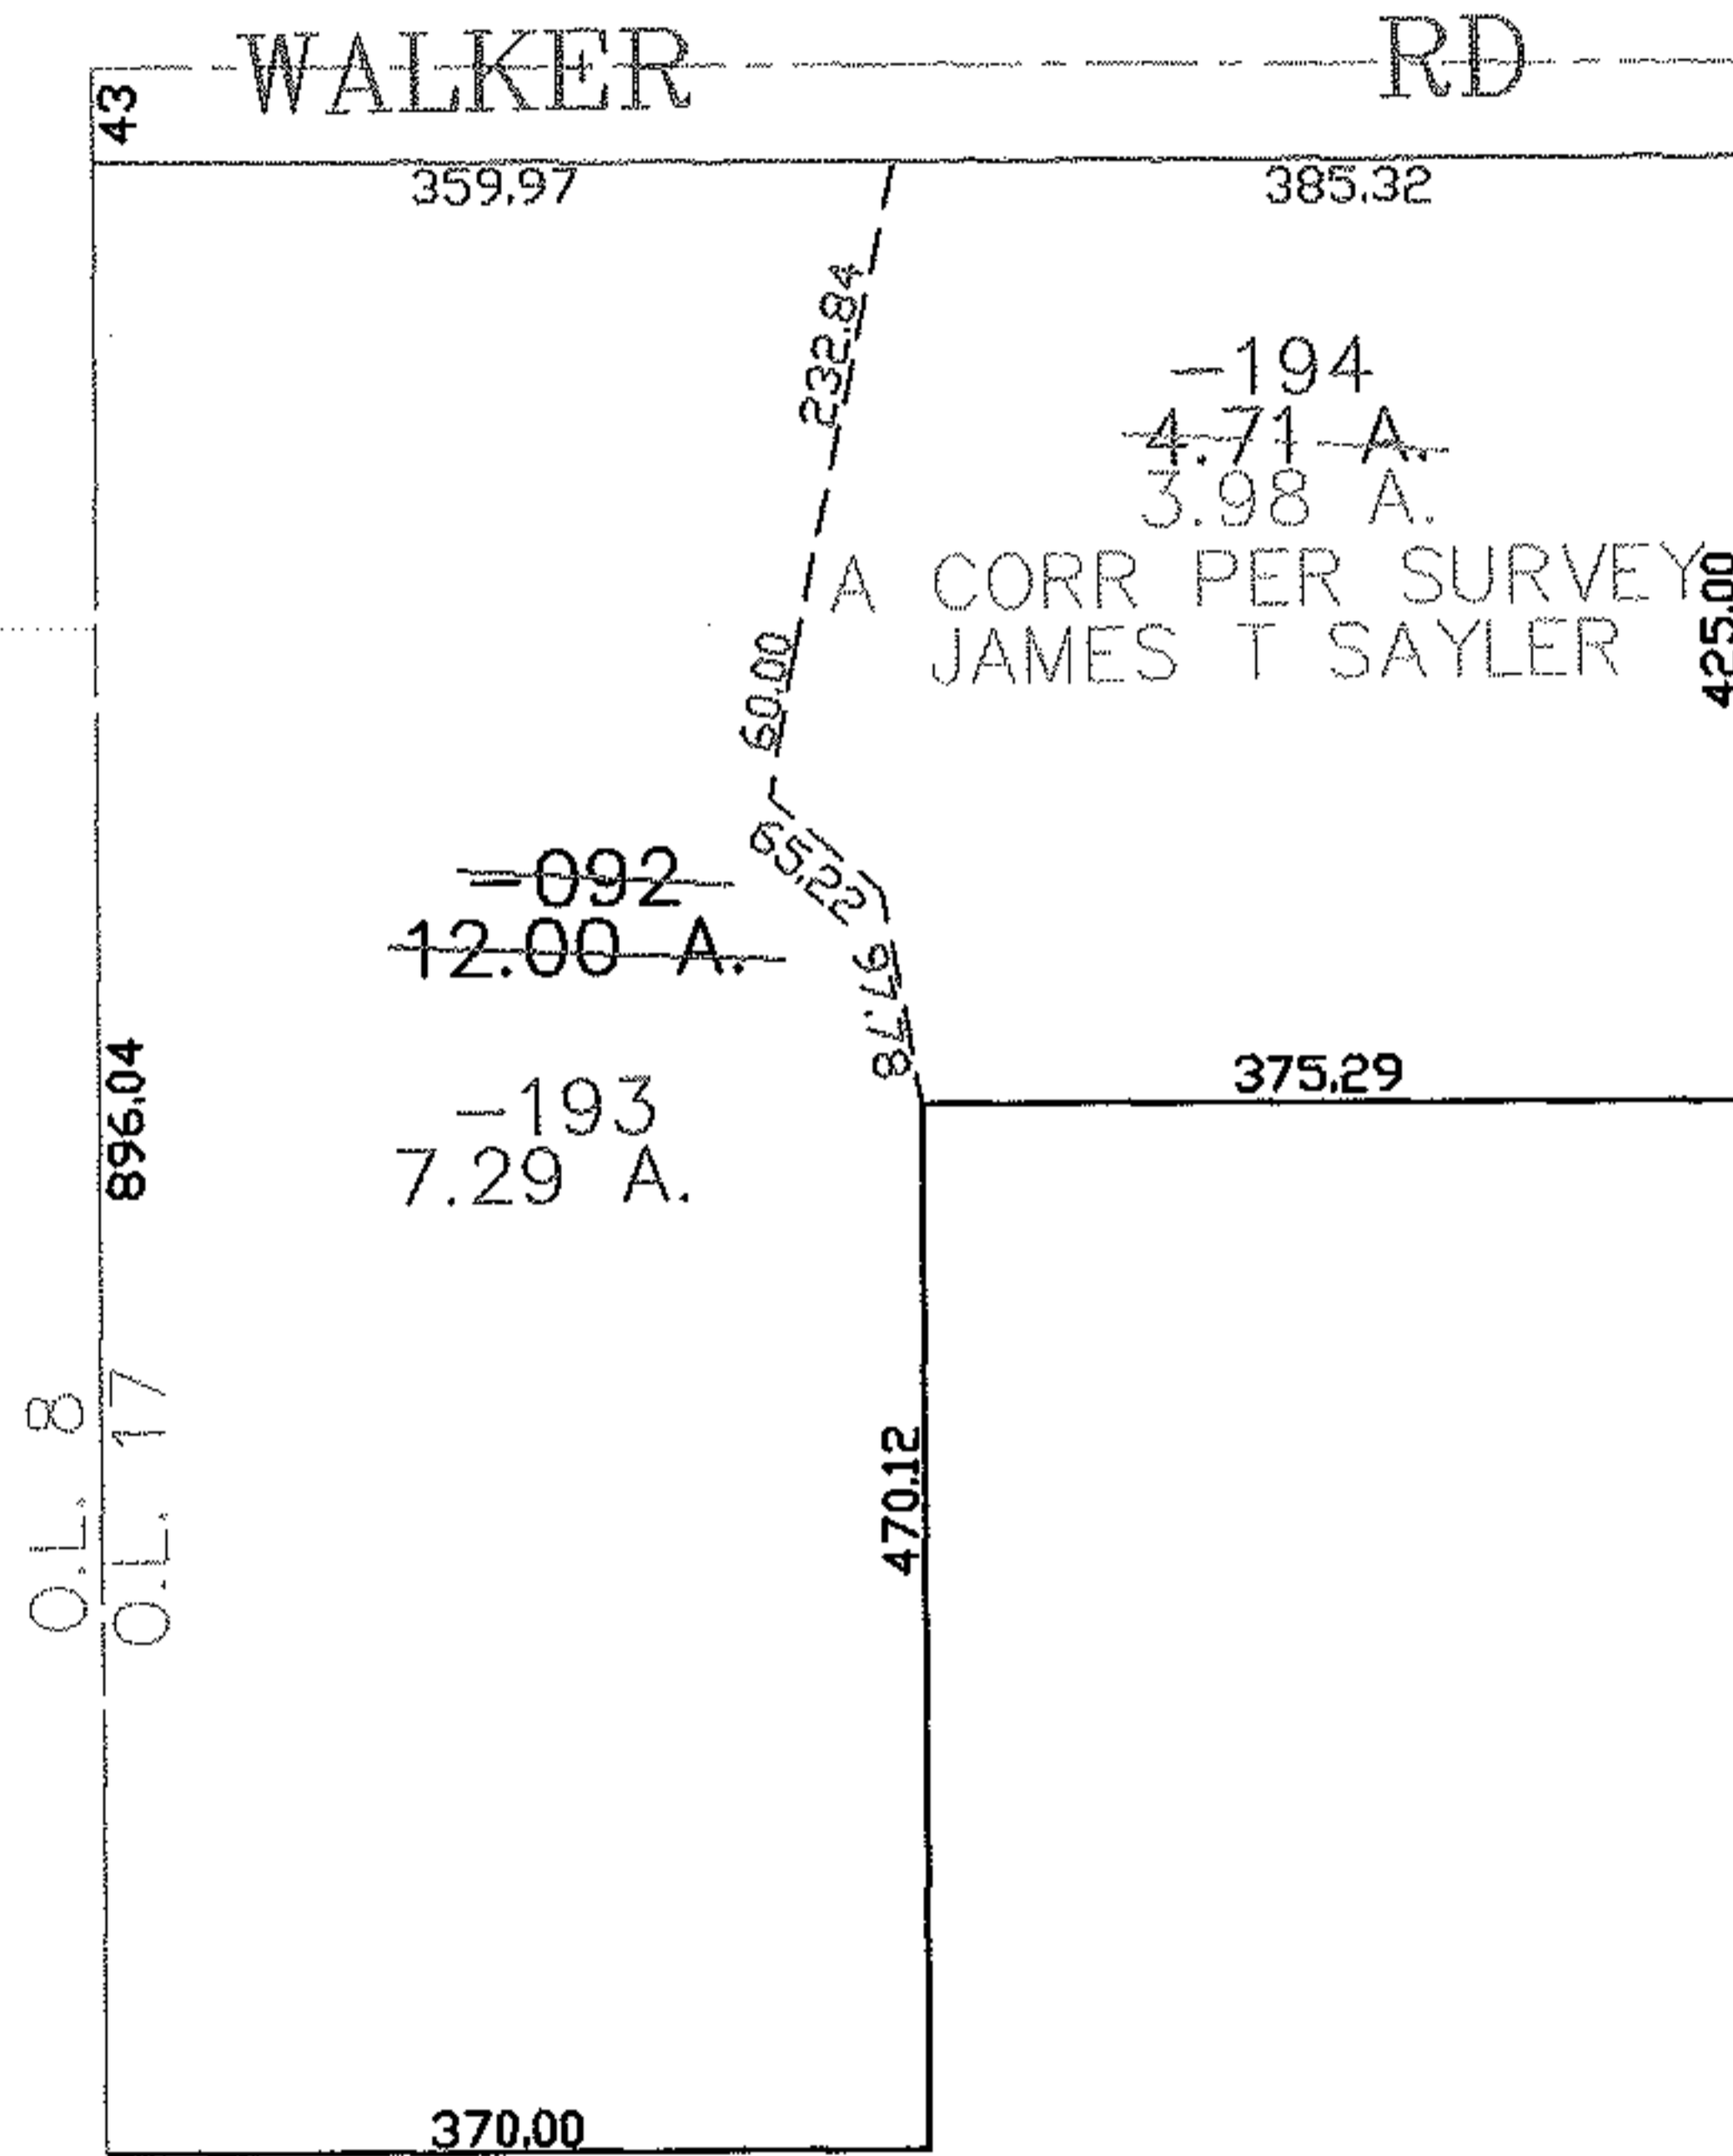 WALKER RD
43
359.97
385.32
232.84
-194
4.71 A.
3.98 A.
A CORR PER SURVEY
JAMES T SAYLER
425.00
60.00
65.22
-092
12.00 A.
97.78
375.29
896.04
-193
7.29 A.
O.L. 8
O.L. 17
470.12
370.00